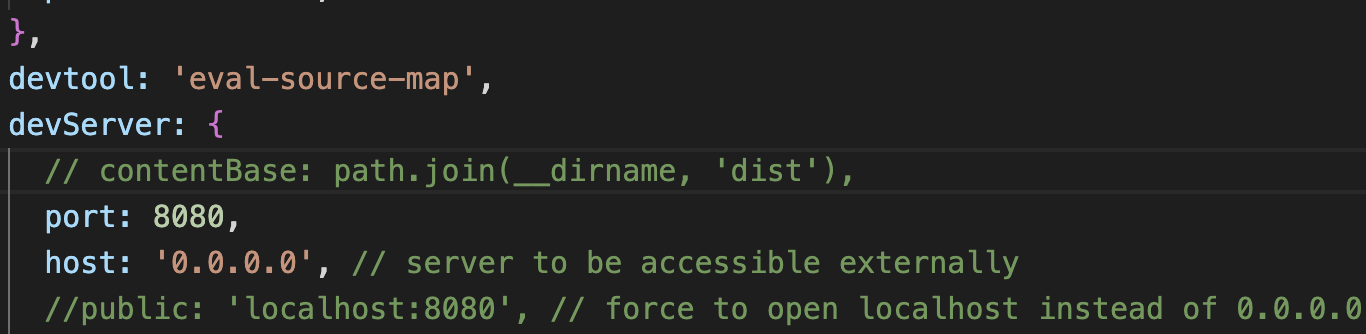 },
devtool: 'eval-source-map',
devServer: {
// contentBase: path.join(__dirname, 'dist'),
port: 8080,
host: '0.0.0.0', // server to be accessible externally
//public: 'localhost:8080', // force to open localhost instead of 0.0.0.0